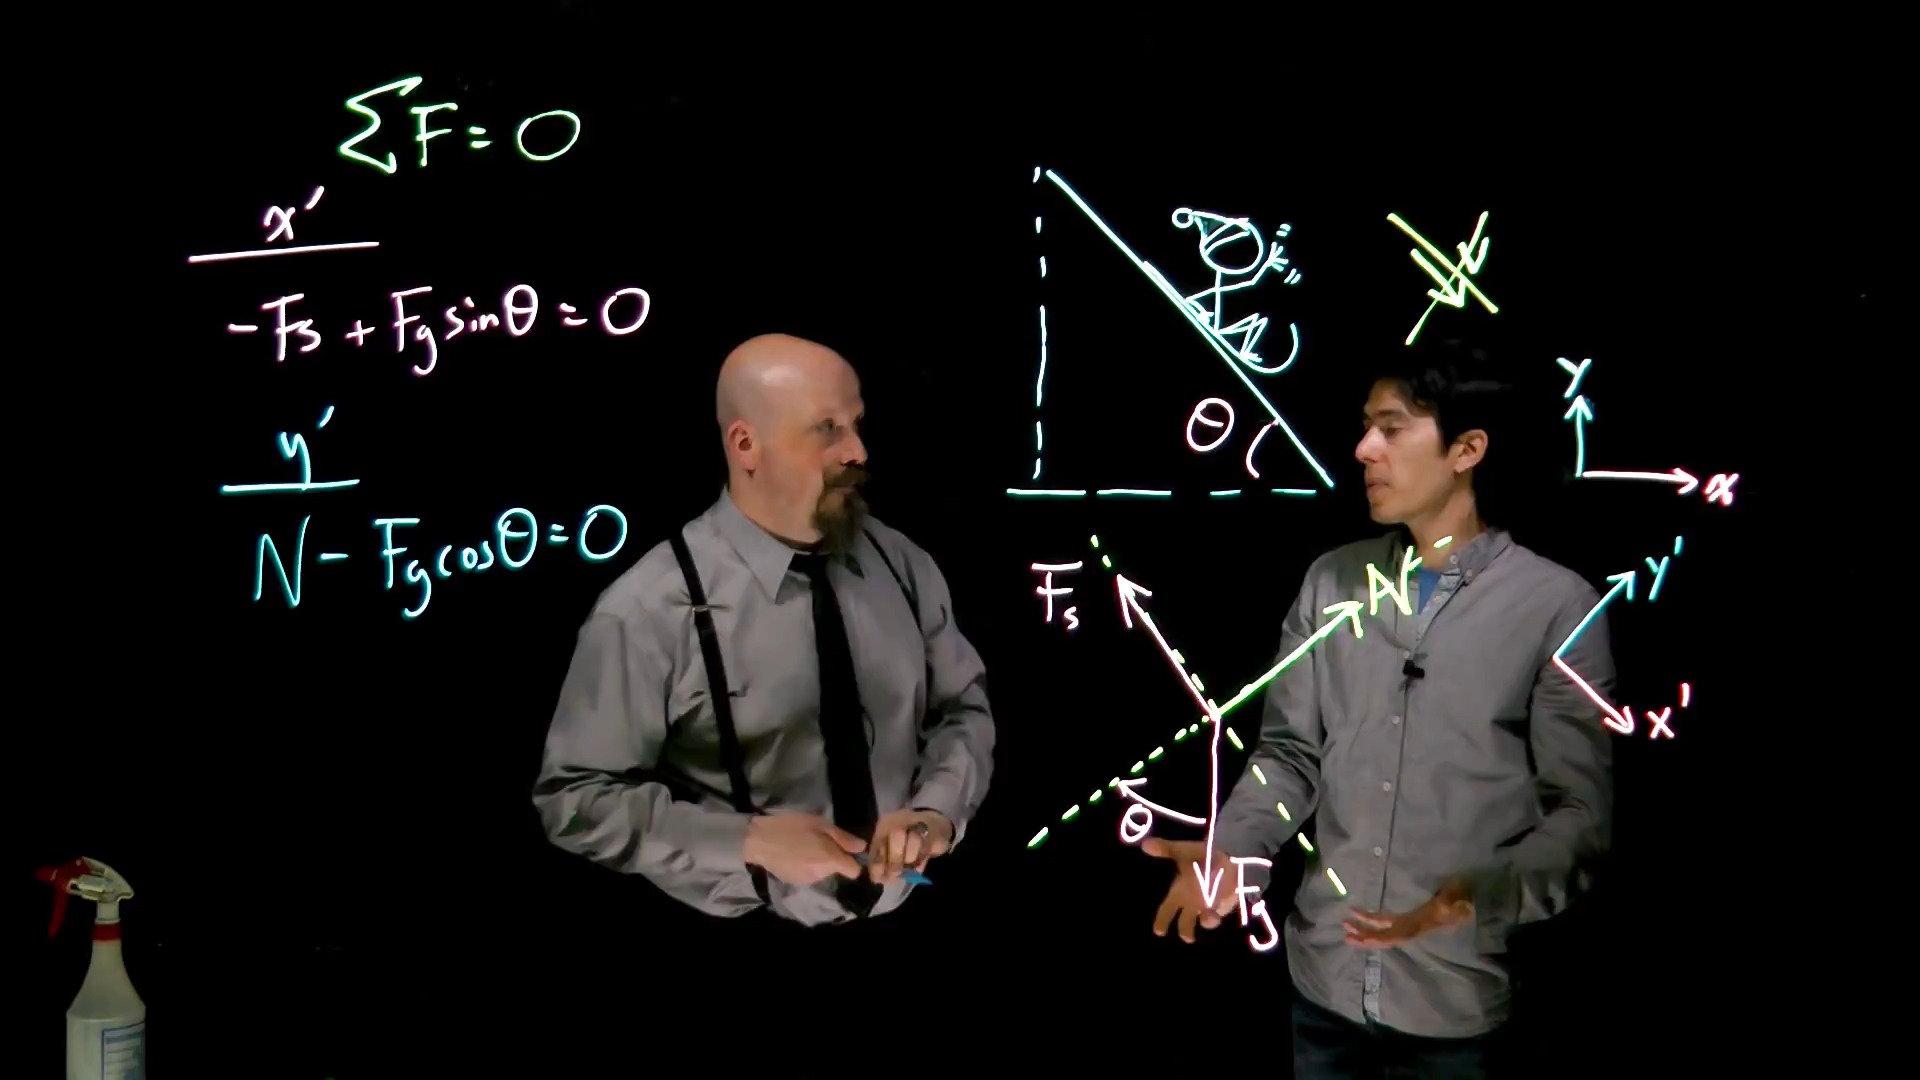 ΣF=0
x'
-Fs + Fg sinθ = 0
y'
N - Fg cosθ = 0
θ
y
x
Fs
N
y'
x'
θ
Fg